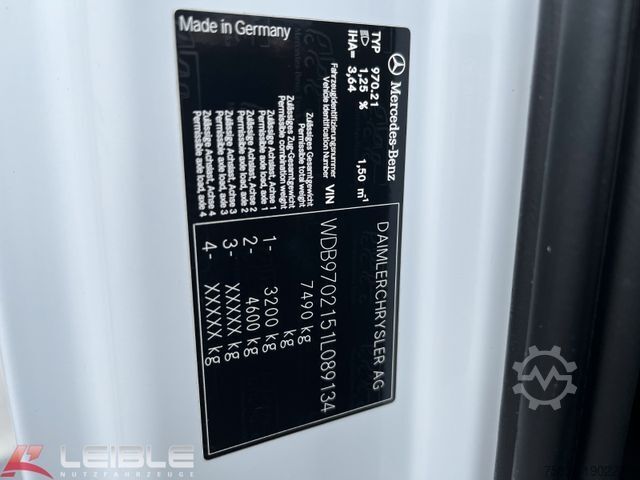 Mercedes-Benz
DAIMLERCHRYSLER AG
TYP 970.21
1,25 % 1,50 m⁻¹
IHA= 3,64
Fahrzeugidentifizierungsnummer
Vehicle Identification Number VIN WDB9702151L089134
Zulässiges Gesamtgewicht
Permissible total weight 7490 kg
Zulässiges Zug-Gesamtgewicht
Permissible combination weight kg
Zulässige Achslast, Achse 1
Permissible axle load, axle 1 1- 3200 kg
Zulässige Achslast, Achse 2
Permissible axle load, axle 2 2- 4600 kg
Zulässige Achslast, Achse 3
Permissible axle load, axle 3 3- XXXXX kg
Zulässige Achslast, Achse 4
Permissible axle load, axle 4 4- XXXXX kg
Made in Germany
LEIBLE
NUTZFAHRZEUGE